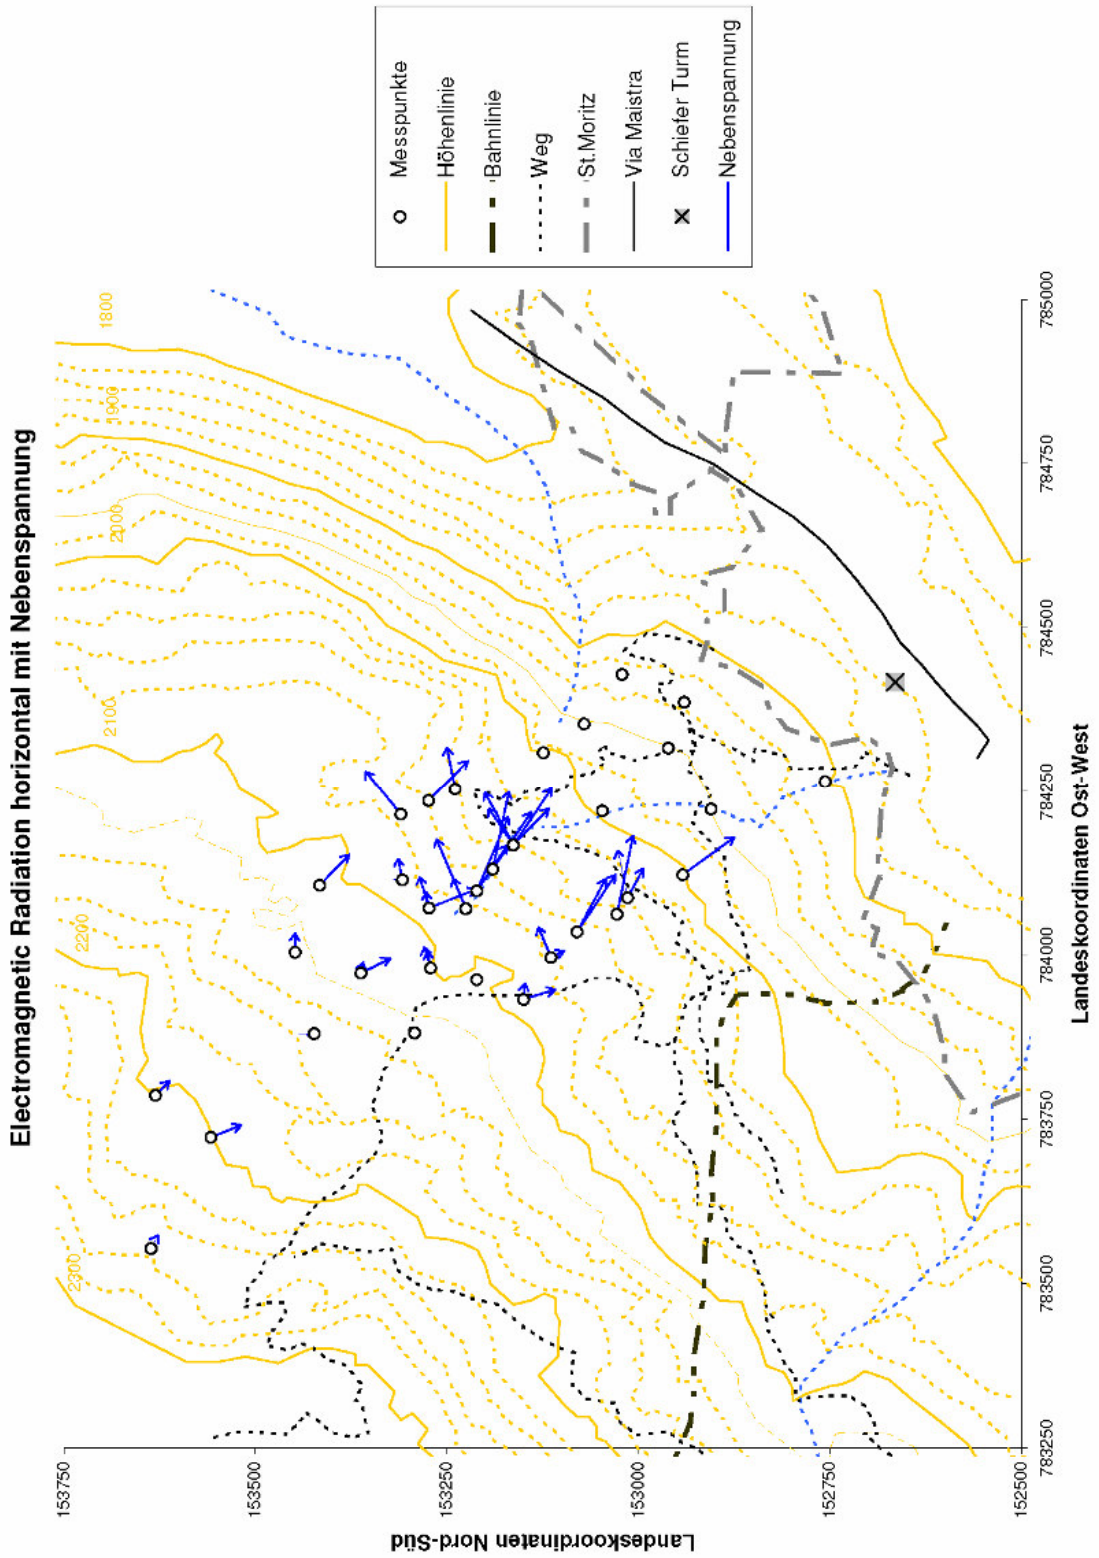 Electromagnetic Radiation horizontal mit Nebenspannung
Landeskoordinaten Nord-Süd
153750
153500
153250
153000
152750
152500
783250
783500
783750
784000
784250
784500
784750
785000
Landeskoordinaten Ost-West
2300
2200
2100
2000
1900
1800
Messpunkte
Höhenlinie
Bahnlinie
Weg
St.Moritz
Via Maistra
Schiefer Turm
Nebenspannung